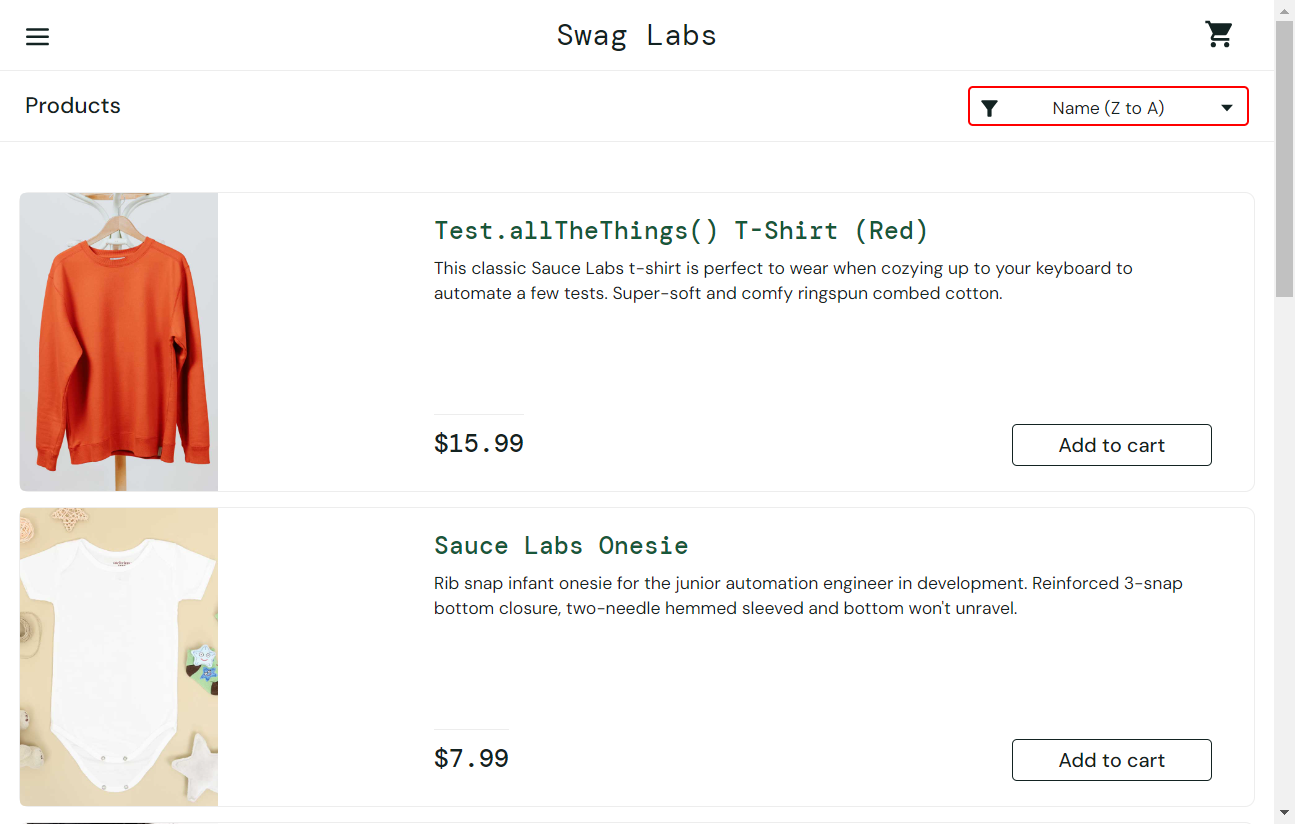 Swag Labs
Products
Name (Z to A)
Test.allTheThings() T-Shirt (Red)
This classic Sauce Labs t-shirt is perfect to wear when cozying up to your keyboard to
automate a few tests. Super-soft and comfy ringspun combed cotton.
$15.99
Add to cart
Sauce Labs Onesie
Rib snap infant onesie for the junior automation engineer in development. Reinforced 3-snap
bottom closure, two-needle hemmed sleeved and bottom won't unravel.
$7.99
Add to cart